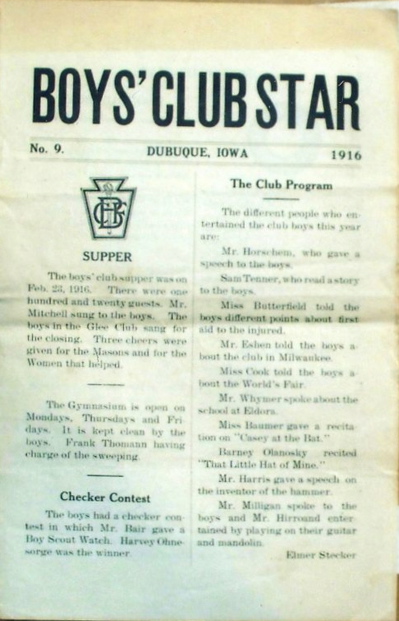 BOYS' CLUB STAR
No. 9. DUBUQUE, IOWA 1916
SUPPER
The boys' club supper was on
Feb. 23, 1916. There were one
hundred and twenty guests. Mr.
Mitchell sung to the boys. The
boys in the Glee Club sang for
the closing. Three cheers were
given for the Masons and for the
Women that helped.
The Gymnasium is open on
Mondays, Thursdays and Fri-
days. It is kept clean by the
boys. Frank Thomann having
charge of the sweeping.
Checker Contest
The boys had a checker con-
test in which Mr. Bair gave a
Boy Scout Watch. Harvey Ohne-
sorge was the winner.
The Club Program
The different people who en-
tertained the club boys this year
are:
Mr. Horschem, who gave a
speech to the boys.
Sam Tenner, who read a story
to the boys.
Miss Butterfield told the
boys different points about first
aid to the injured.
Mr. Eshen told the boys a
bout the club in Milwaukee.
Miss Cook told the boys a
bout the World's Fair.
Mr. Whymer spoke about the
school at Eldora.
Miss Baumer gave a recita
tion on "Casey at the Bat."
Barney Olanosky recited
"That Little Hat of Mine."
Mr. Harris gave a speech on
the inventor of the hammer.
Mr. Milligan spoke to the
boys and Mr. Hirroand enter
tained by playing on their guitar
and mandolin.
Elmer Stecker